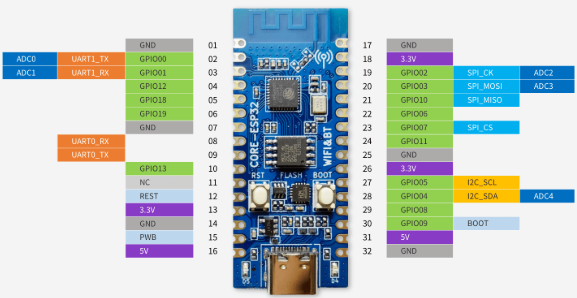 GND 01
ADC0 UART1_TX GPIO00 02
ADC1 UART1_RX GPIO01 03
GPIO12 04
GPIO18 05
GPIO19 06
GND 07
UART0_RX 08
UART0_TX 09
GPIO13 10
NC 11
REST 12
3.3V 13
GND 14
PWB 15
5V 16
CORE-ESP32
WIFI&BT
RST FLASH BOOT
D5 D4
17 GND
18 3.3V
19 GPIO02 SPI_CK ADC2
20 GPIO03 SPI_MOSI ADC3
21 GPIO10 SPI_MISO
22 GPIO06
23 GPIO07 SPI_CS
24 GPIO11
25 GND
26 3.3V
27 GPIO05 I2C_SCL
28 GPIO04 I2C_SDA ADC4
29 GPIO08
30 GPIO09 BOOT
31 5V
32 GND